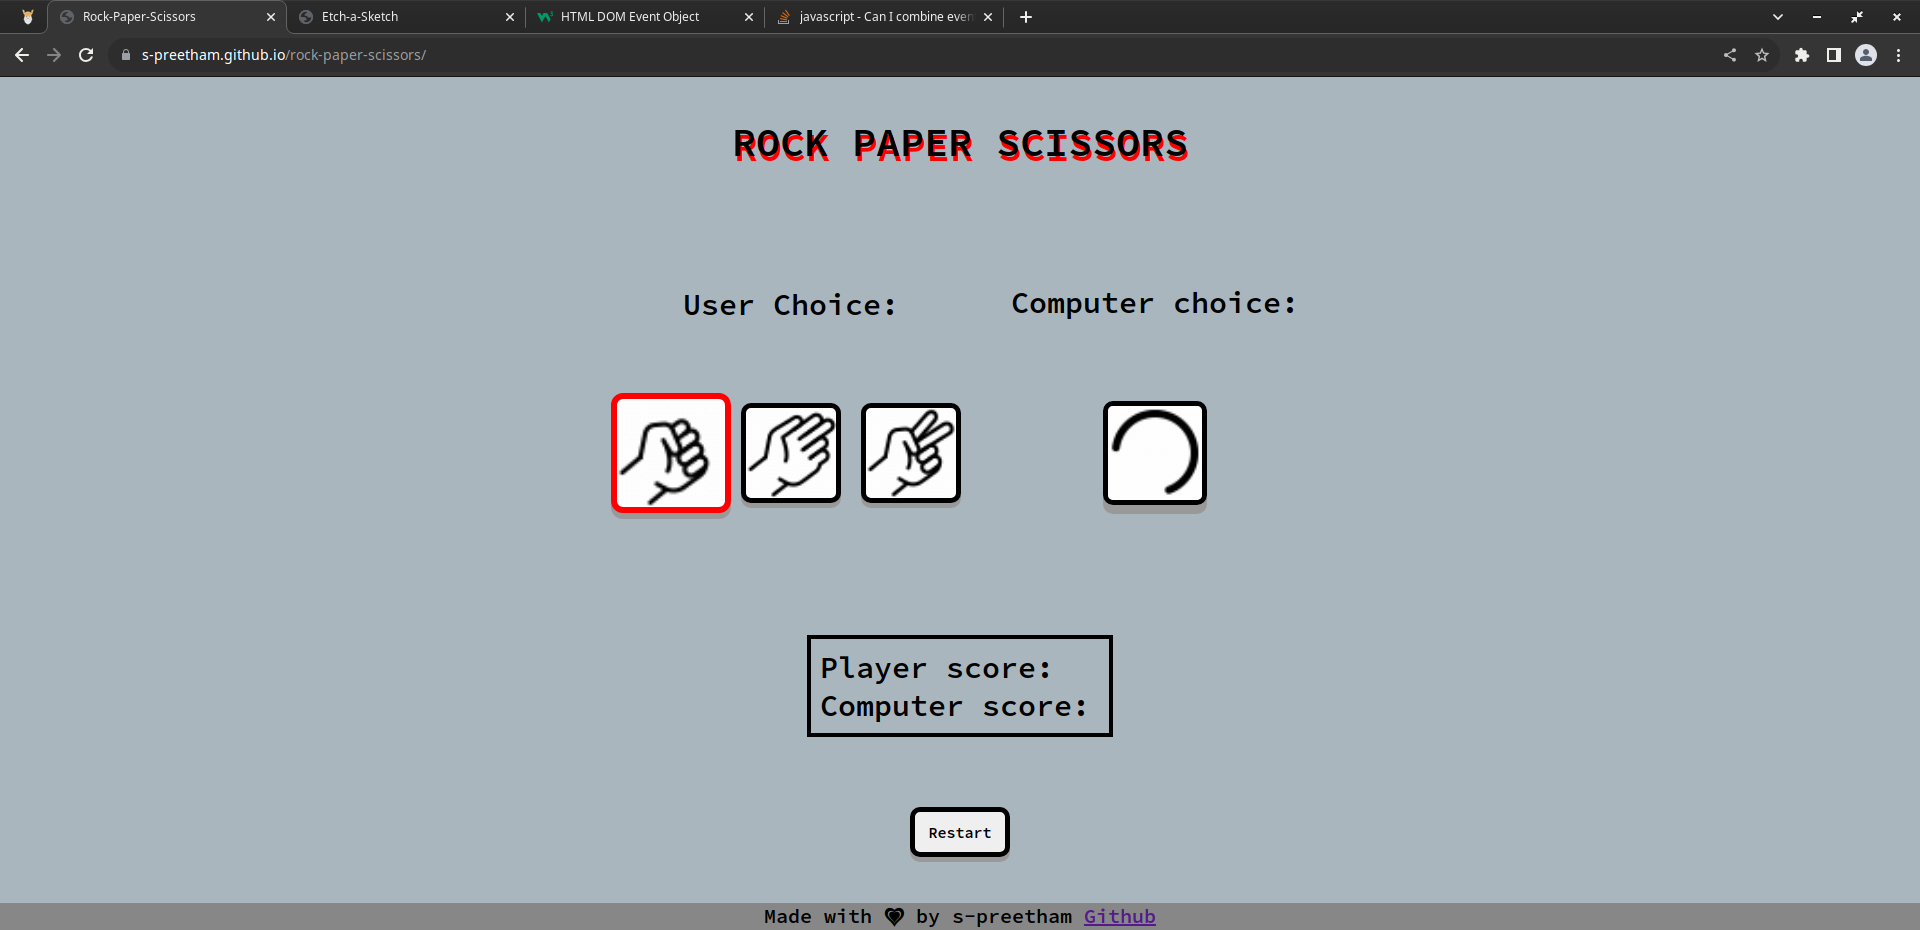 Rock-Paper-Scissors
Etch-a-Sketch
HTML DOM Event Object
javascript - Can I combine even
s-preetham.github.io/rock-paper-scissors/
ROCK PAPER SCISSORS
User Choice:
Computer choice:
Player score:
Computer score:
Restart
Made with 🖤 by s-preetham Github